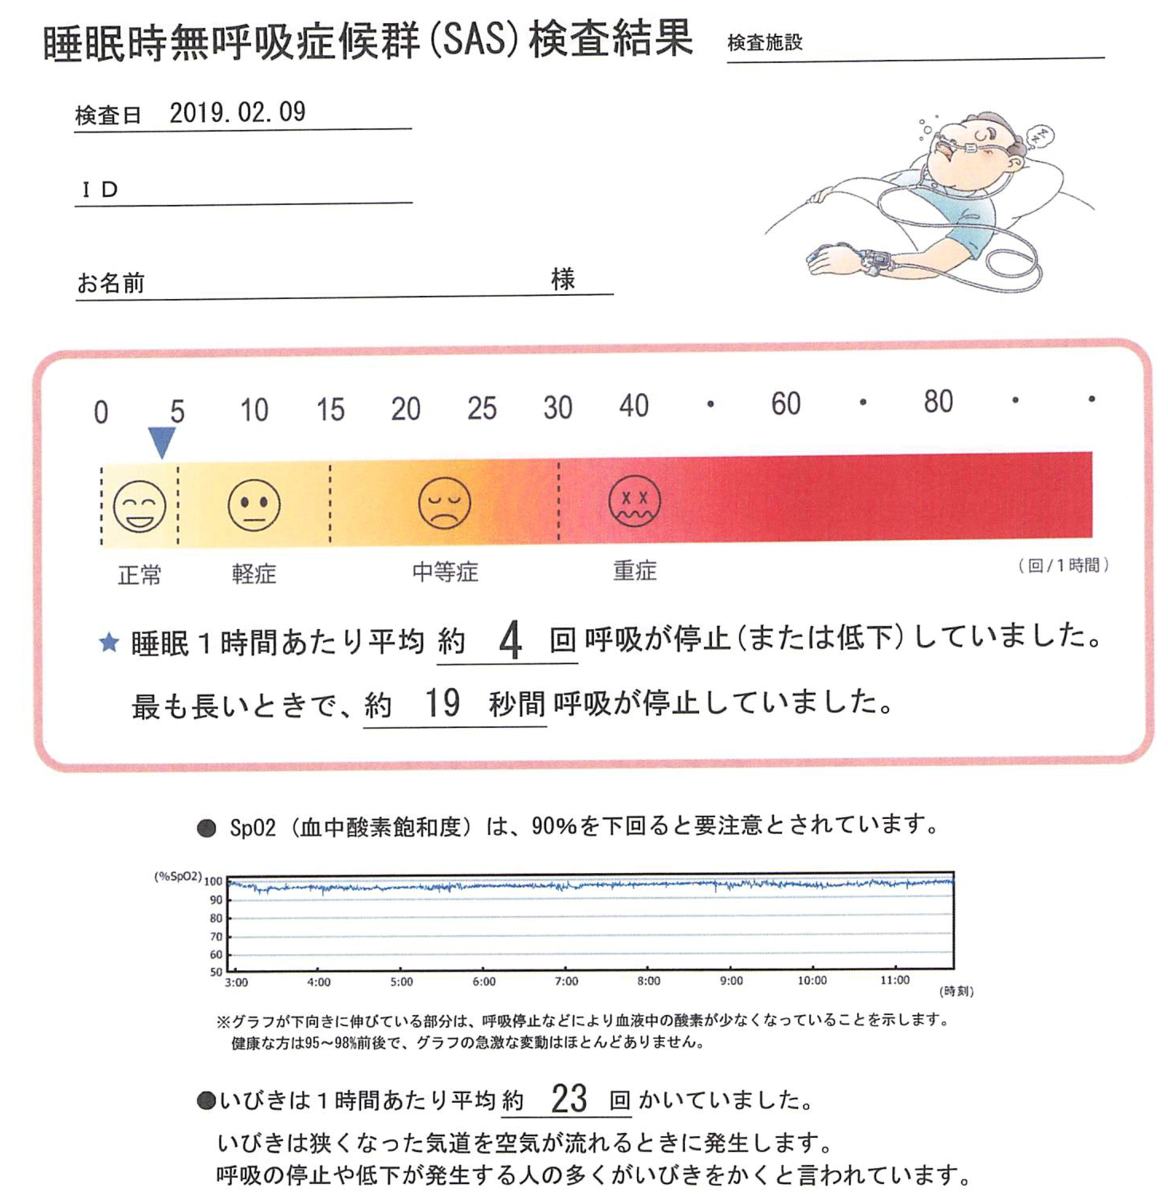 睡眠時無呼吸症候群(SAS)検査結果
検査施設
検査日 2019.02.09
ID
お名前 様
0 5 10 15 20 25 30 40 ・ 60 ・ 80 ・ ・
正常 軽症 中等症 重症 (回/1時間)
★ 睡眠1時間あたり平均 約 4 回 呼吸が停止(または低下)していました。
最も長いときで、約 19 秒間 呼吸が停止していました。
● SpO2 (血中酸素飽和度) は、90%を下回ると要注意とされています。
(%SpO2)
100
90
80
70
60
50
3:00 4:00 5:00 6:00 7:00 8:00 9:00 10:00 11:00
(時刻)
※グラフが下向きに伸びている部分は、呼吸停止などにより血液中の酸素が少なくなっていることを示します。
健康な方は95～98%前後で、グラフの急激な変動はほとんどありません。
●いびきは1時間あたり平均 約 23 回 かいていました。
いびきは狭くなった気道を空気が流れるときに発生します。
呼吸の停止や低下が発生する人の多くがいびきをかくと言われています。